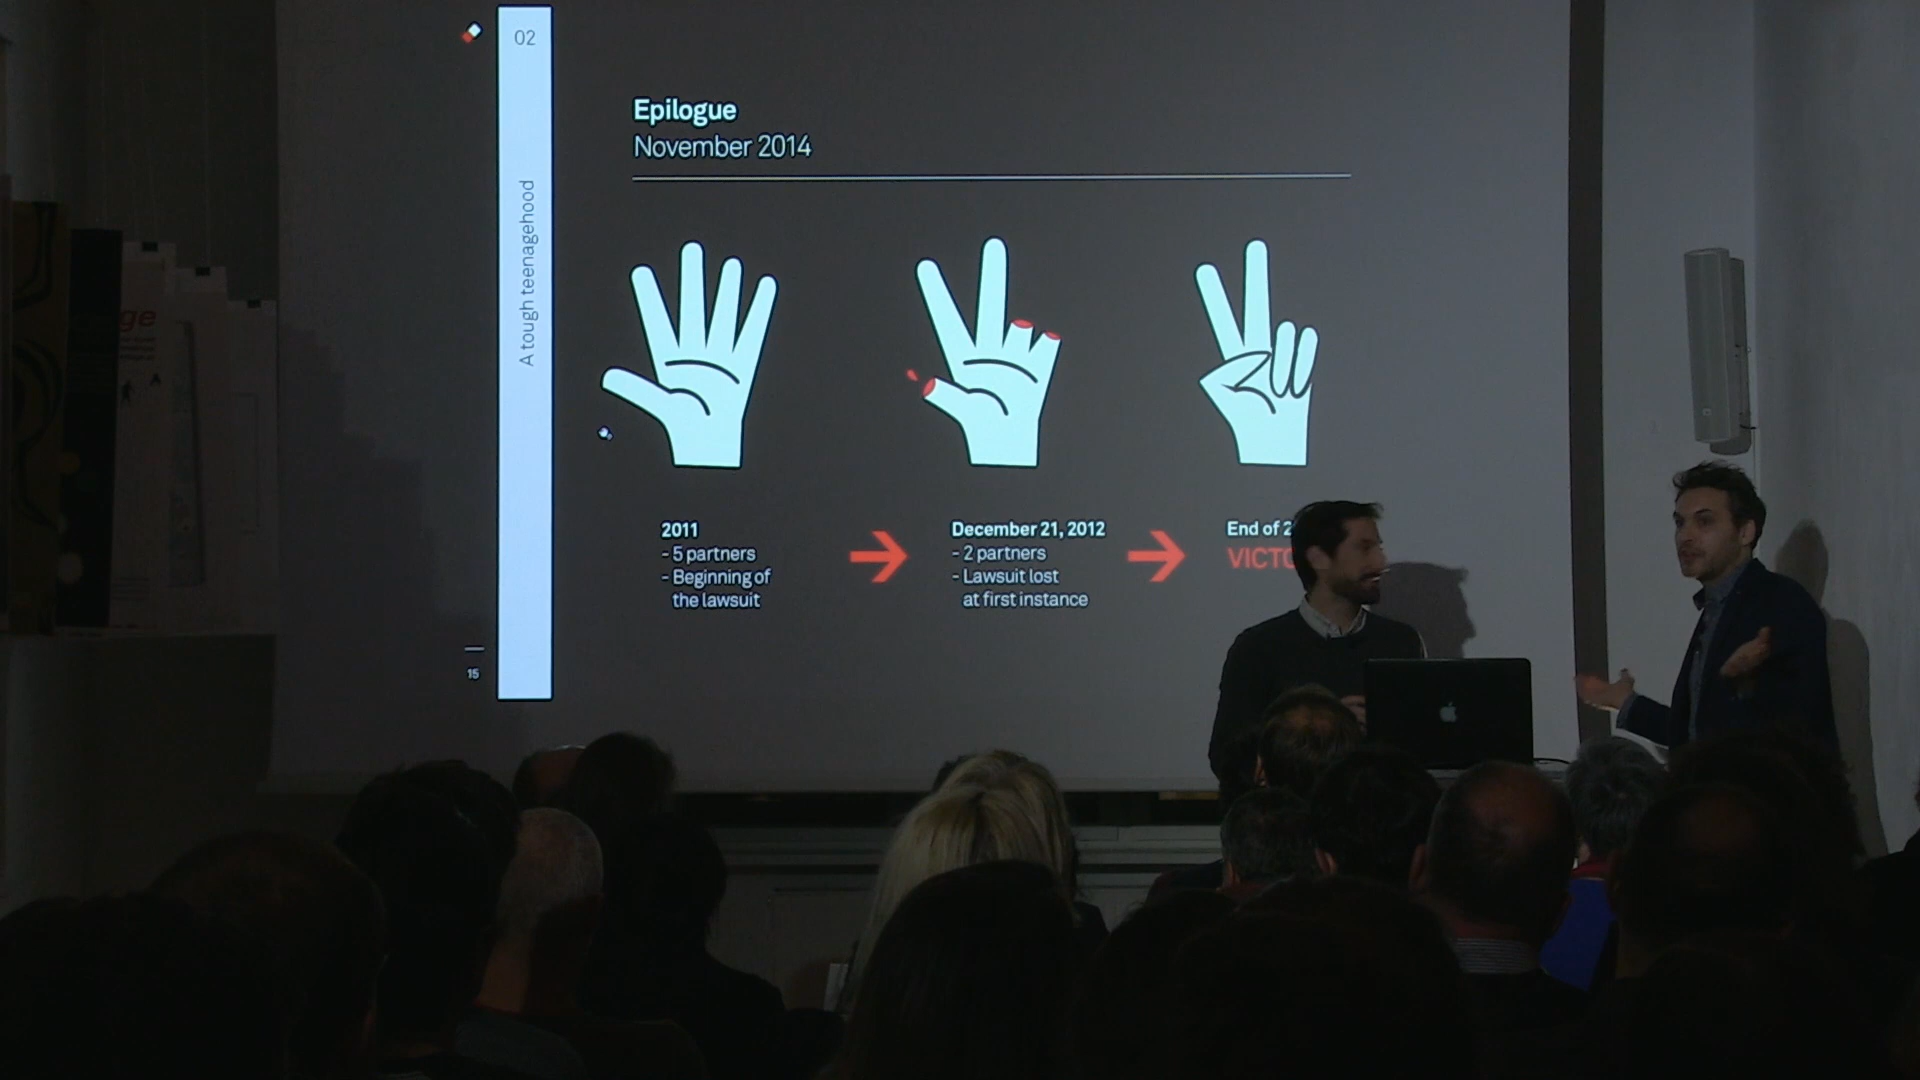 02
A tough teenagehood
15
Epilogue
November 2014
2011
- 5 partners
- Beginning of
the lawsuit
December 21, 2012
- 2 partners
- Lawsuit lost
at first instance
End of 2
VICTO
ge